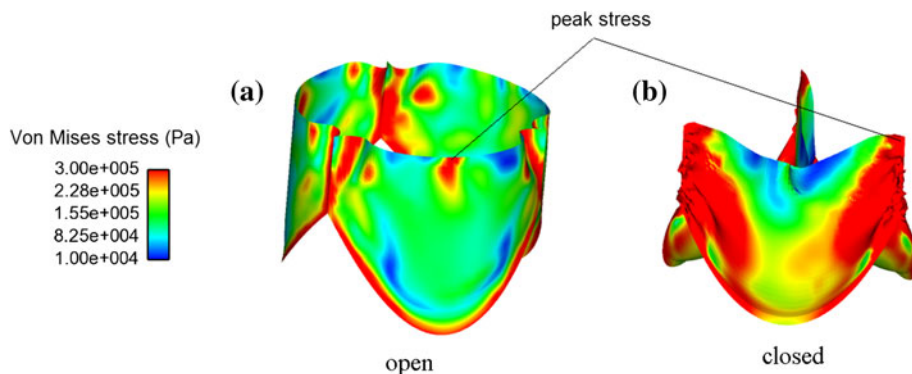 peak stress
(a)
(b)
Von Mises stress (Pa)
3.00e+005
2.28e+005
1.55e+005
8.25e+004
1.00e+004
open
closed